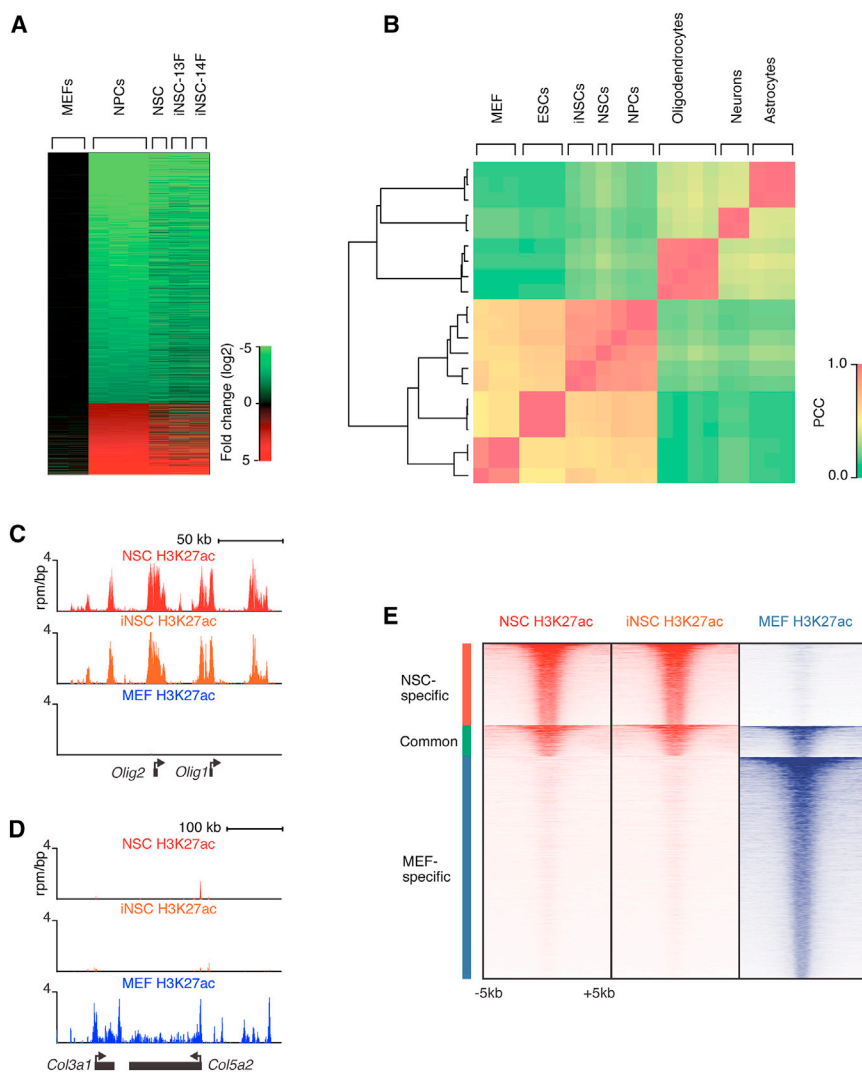 A
MEFs
NPCs
NSC
iNSC-13F
iNSC-14F
Fold change (log2)
-5
0
5
B
MEF
ESCs
iNSCs
NSCs
NPCs
Oligodendrocytes
Neurons
Astrocytes
PCC
1.0
0.0
C
50 kb
NSC H3K27ac
4
rpm/bp
iNSC H3K27ac
4
MEF H3K27ac
4
Olig2
Olig1
D
100 kb
NSC H3K27ac
4
rpm/bp
iNSC H3K27ac
4
MEF H3K27ac
4
Col3a1
Col5a2
E
NSC H3K27ac
iNSC H3K27ac
MEF H3K27ac
NSC-
specific
Common
MEF-
specific
-5kb
+5kb